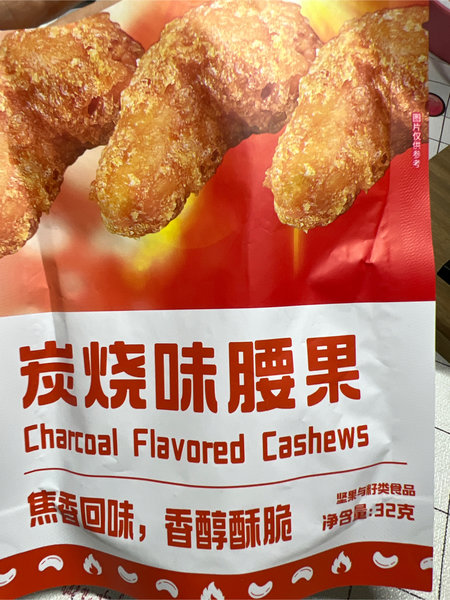 图片仅供参考
炭烧味腰果
Charcoal Flavored Cashews
焦香回味，香醇酥脆
坚果与籽类食品
净含量:32克